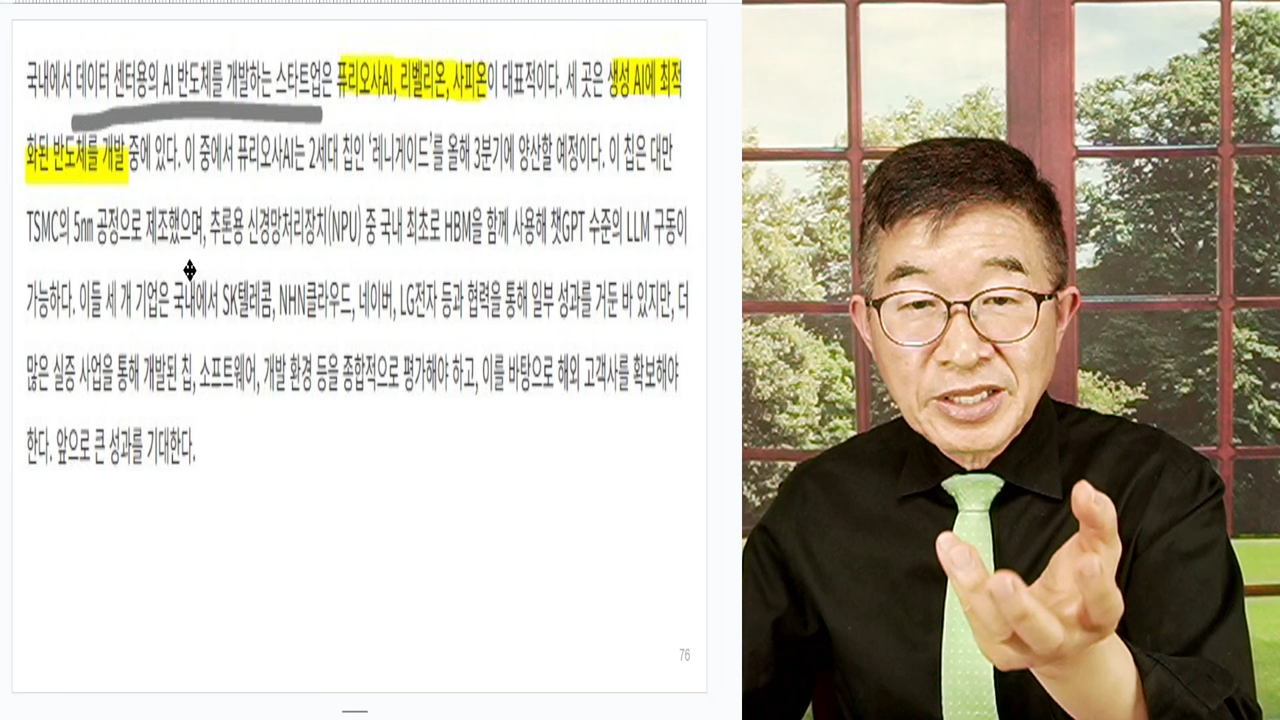 국내에서 데이터 센터용의 AI 반도체를 개발하는 스타트업은 퓨리오사AI, 리벨리온, 사피온이 대표적이다. 세 곳은 생성 AI에 최적
화된 반도체를 개발 중에 있다. 이 중에서 퓨리오사AI는 2세대 칩인 ‘레니게이드’를 올해 3분기에 양산할 예정이다. 이 칩은 대만
TSMC의 5㎚ 공정으로 제조했으며, 추론용 신경망처리장치(NPU) 중 국내 최초로 HBM을 함께 사용해 챗GPT 수준의 LLM 구동이
가능하다. 이들 세 개 기업은 국내에서 SK텔레콤, NHN클라우드, 네이버, LG전자 등과 협력을 통해 일부 성과를 거둔 바 있지만, 더
많은 실증 사업을 통해 개발된 칩, 소프트웨어, 개발 환경 등을 종합적으로 평가해야 하고, 이를 바탕으로 해외 고객사를 확보해야
한다. 앞으로 큰 성과를 기대한다.
76